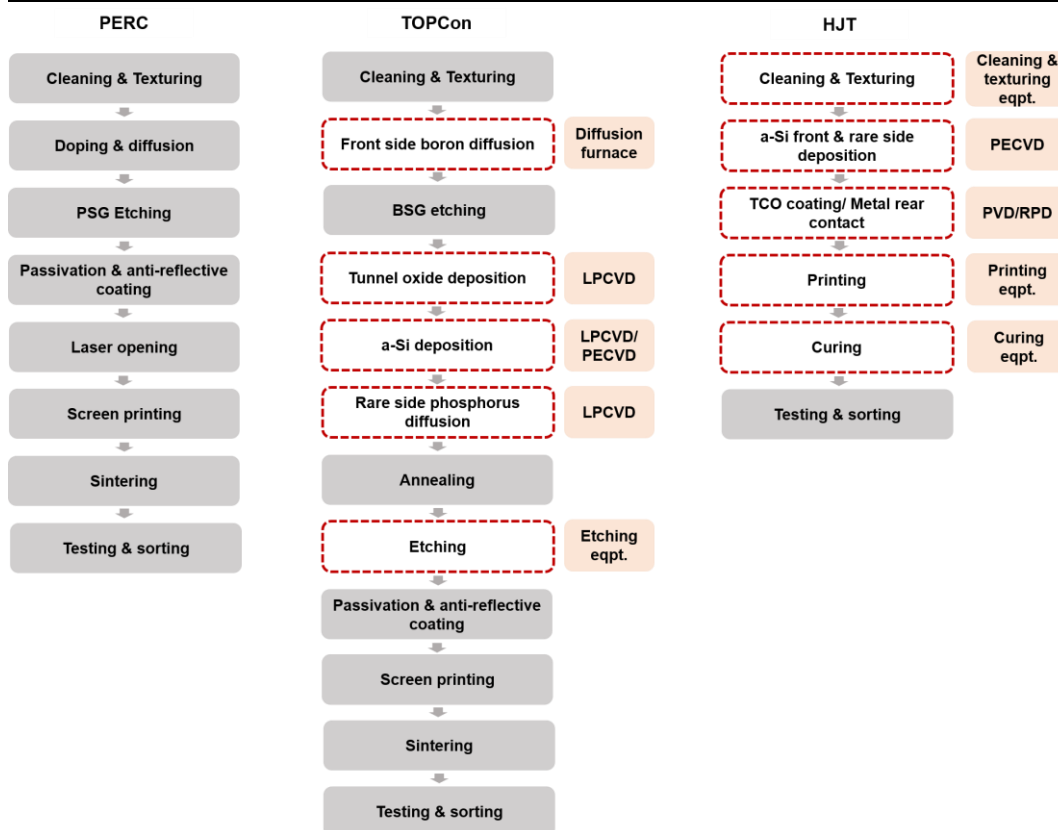 PERC
Cleaning & Texturing
Doping & diffusion
PSG Etching
Passivation & anti-reflective
coating
Laser opening
Screen printing
Sintering
Testing & sorting
TOPCon
Cleaning & Texturing
Front side boron diffusion
Diffusion
furnace
BSG etching
Tunnel oxide deposition
LPCVD
a-Si deposition
LPCVD/
PECVD
Rare side phosphorus
diffusion
LPCVD
Annealing
Etching
Etching
eqpt.
Passivation & anti-reflective
coating
Screen printing
Sintering
Testing & sorting
HJT
Cleaning & Texturing
Cleaning &
texturing
eqpt.
a-Si front & rare side
deposition
PECVD
TCO coating/ Metal rear
contact
PVD/RPD
Printing
Printing
eqpt.
Curing
Curing
eqpt.
Testing & sorting